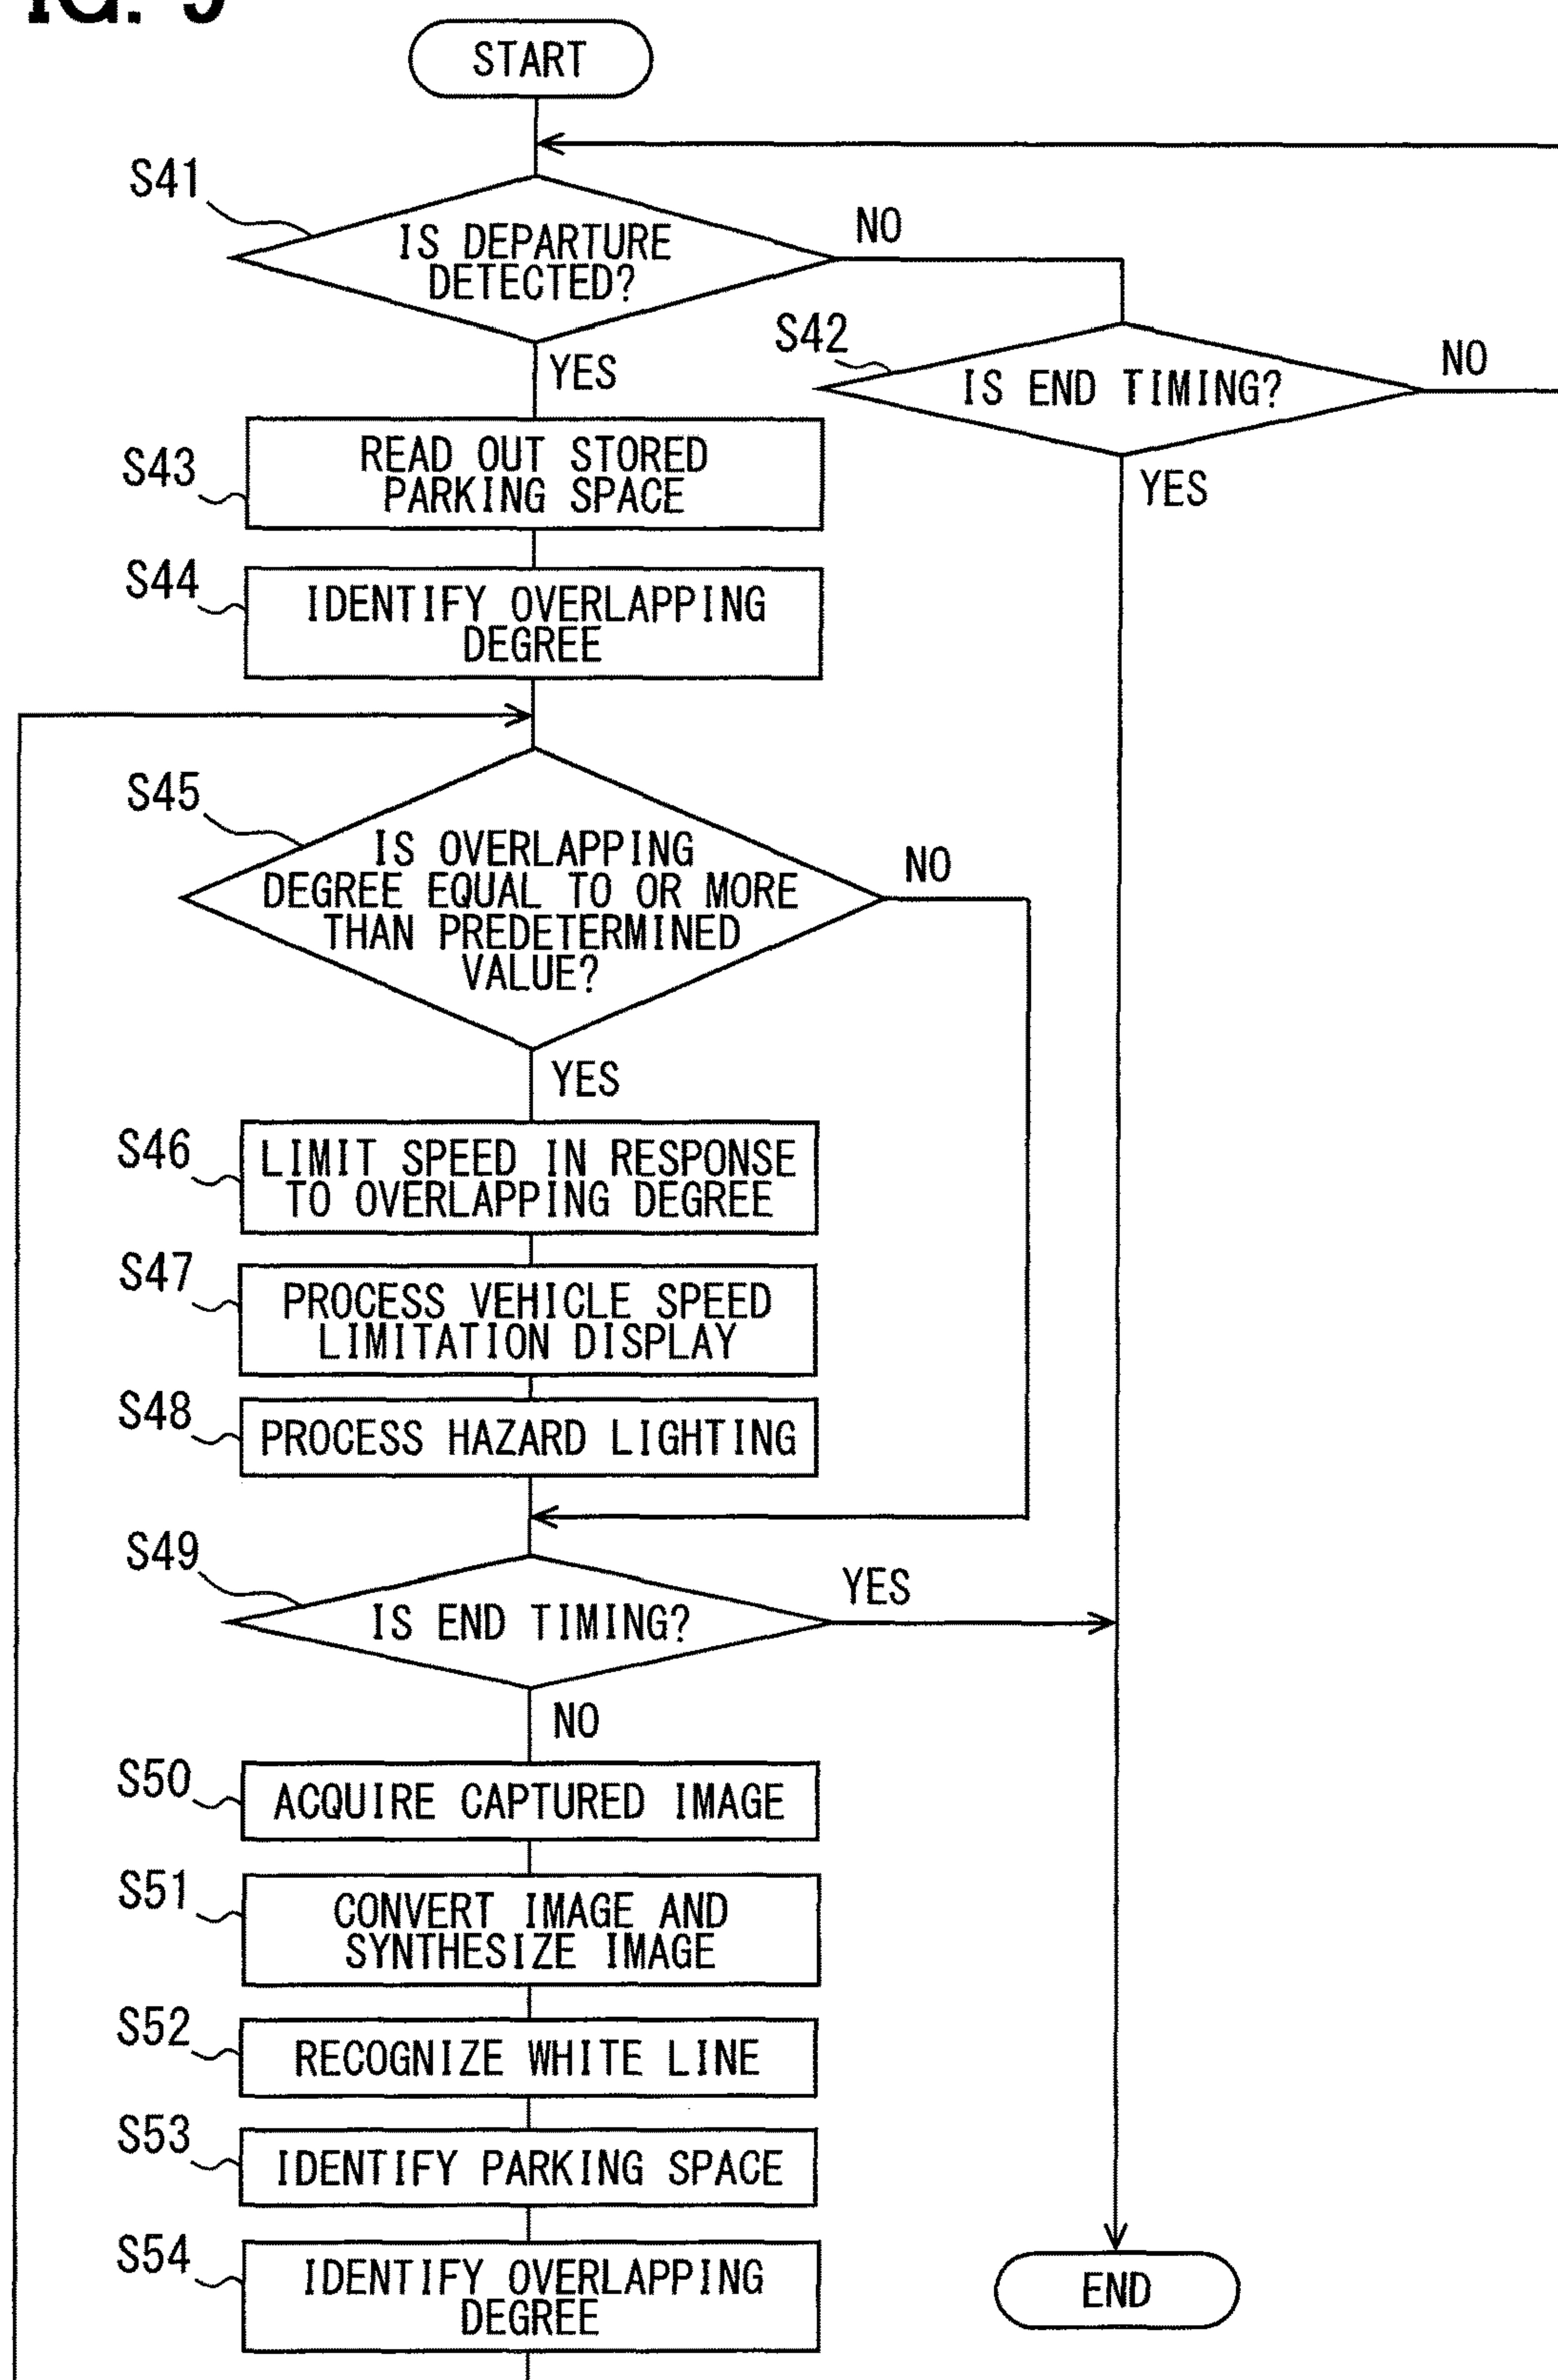 FIG. 9
START
S41
IS DEPARTURE
DETECTED?
NO
YES
S42
IS END TIMING?
NO
YES
S43
READ OUT STORED
PARKING SPACE
S44
IDENTIFY OVERLAPPING
DEGREE
S45
IS OVERLAPPING
DEGREE EQUAL TO OR MORE
THAN PREDETERMINED
VALUE?
NO
YES
S46
LIMIT SPEED IN RESPONSE
TO OVERLAPPING DEGREE
S47
PROCESS VEHICLE SPEED
LIMITATION DISPLAY
S48
PROCESS HAZARD LIGHTING
S49
IS END TIMING?
YES
NO
S50
ACQUIRE CAPTURED IMAGE
S51
CONVERT IMAGE AND
SYNTHESIZE IMAGE
S52
RECOGNIZE WHITE LINE
S53
IDENTIFY PARKING SPACE
S54
IDENTIFY OVERLAPPING
DEGREE
END